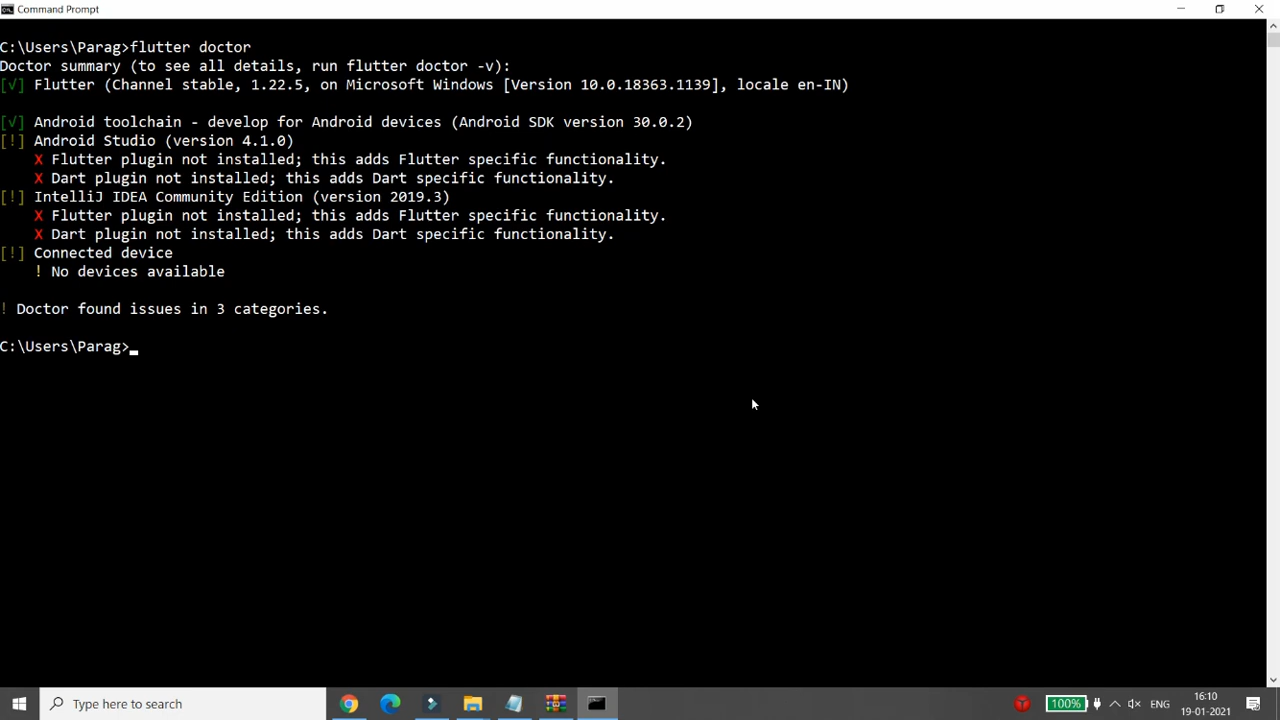 Command Prompt
C:\Users\Parag>flutter doctor
Doctor summary (to see all details, run flutter doctor -v):
[√] Flutter (Channel stable, 1.22.5, on Microsoft Windows [Version 10.0.18363.1139], locale en-IN)
[√] Android toolchain - develop for Android devices (Android SDK version 30.0.2)
[!] Android Studio (version 4.1.0)
X Flutter plugin not installed; this adds Flutter specific functionality.
X Dart plugin not installed; this adds Dart specific functionality.
[!] IntelliJ IDEA Community Edition (version 2019.3)
X Flutter plugin not installed; this adds Flutter specific functionality.
X Dart plugin not installed; this adds Dart specific functionality.
[!] Connected device
! No devices available
! Doctor found issues in 3 categories.
C:\Users\Parag>
Type here to search
100%
ENG
16:10
19-01-2021